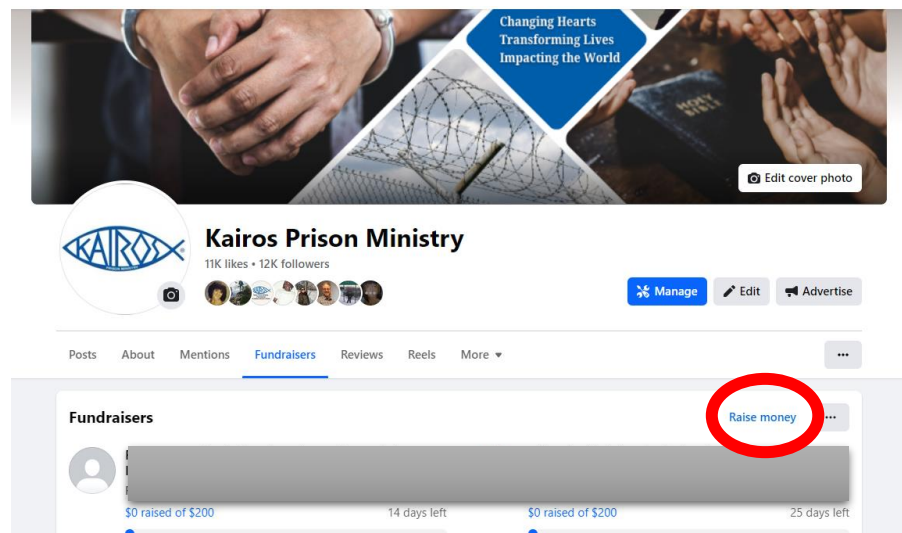 Changing Hearts
Transforming Lives
Impacting the World
HOLY
BIBLE
Edit cover photo
KAIROS
PRISON MINISTRY
Kairos Prison Ministry
11K likes • 12K followers
Manage
Edit
Advertise
Posts About Mentions Fundraisers Reviews Reels More
Fundraisers
Raise money
$0 raised of $200 14 days left $0 raised of $200 25 days left